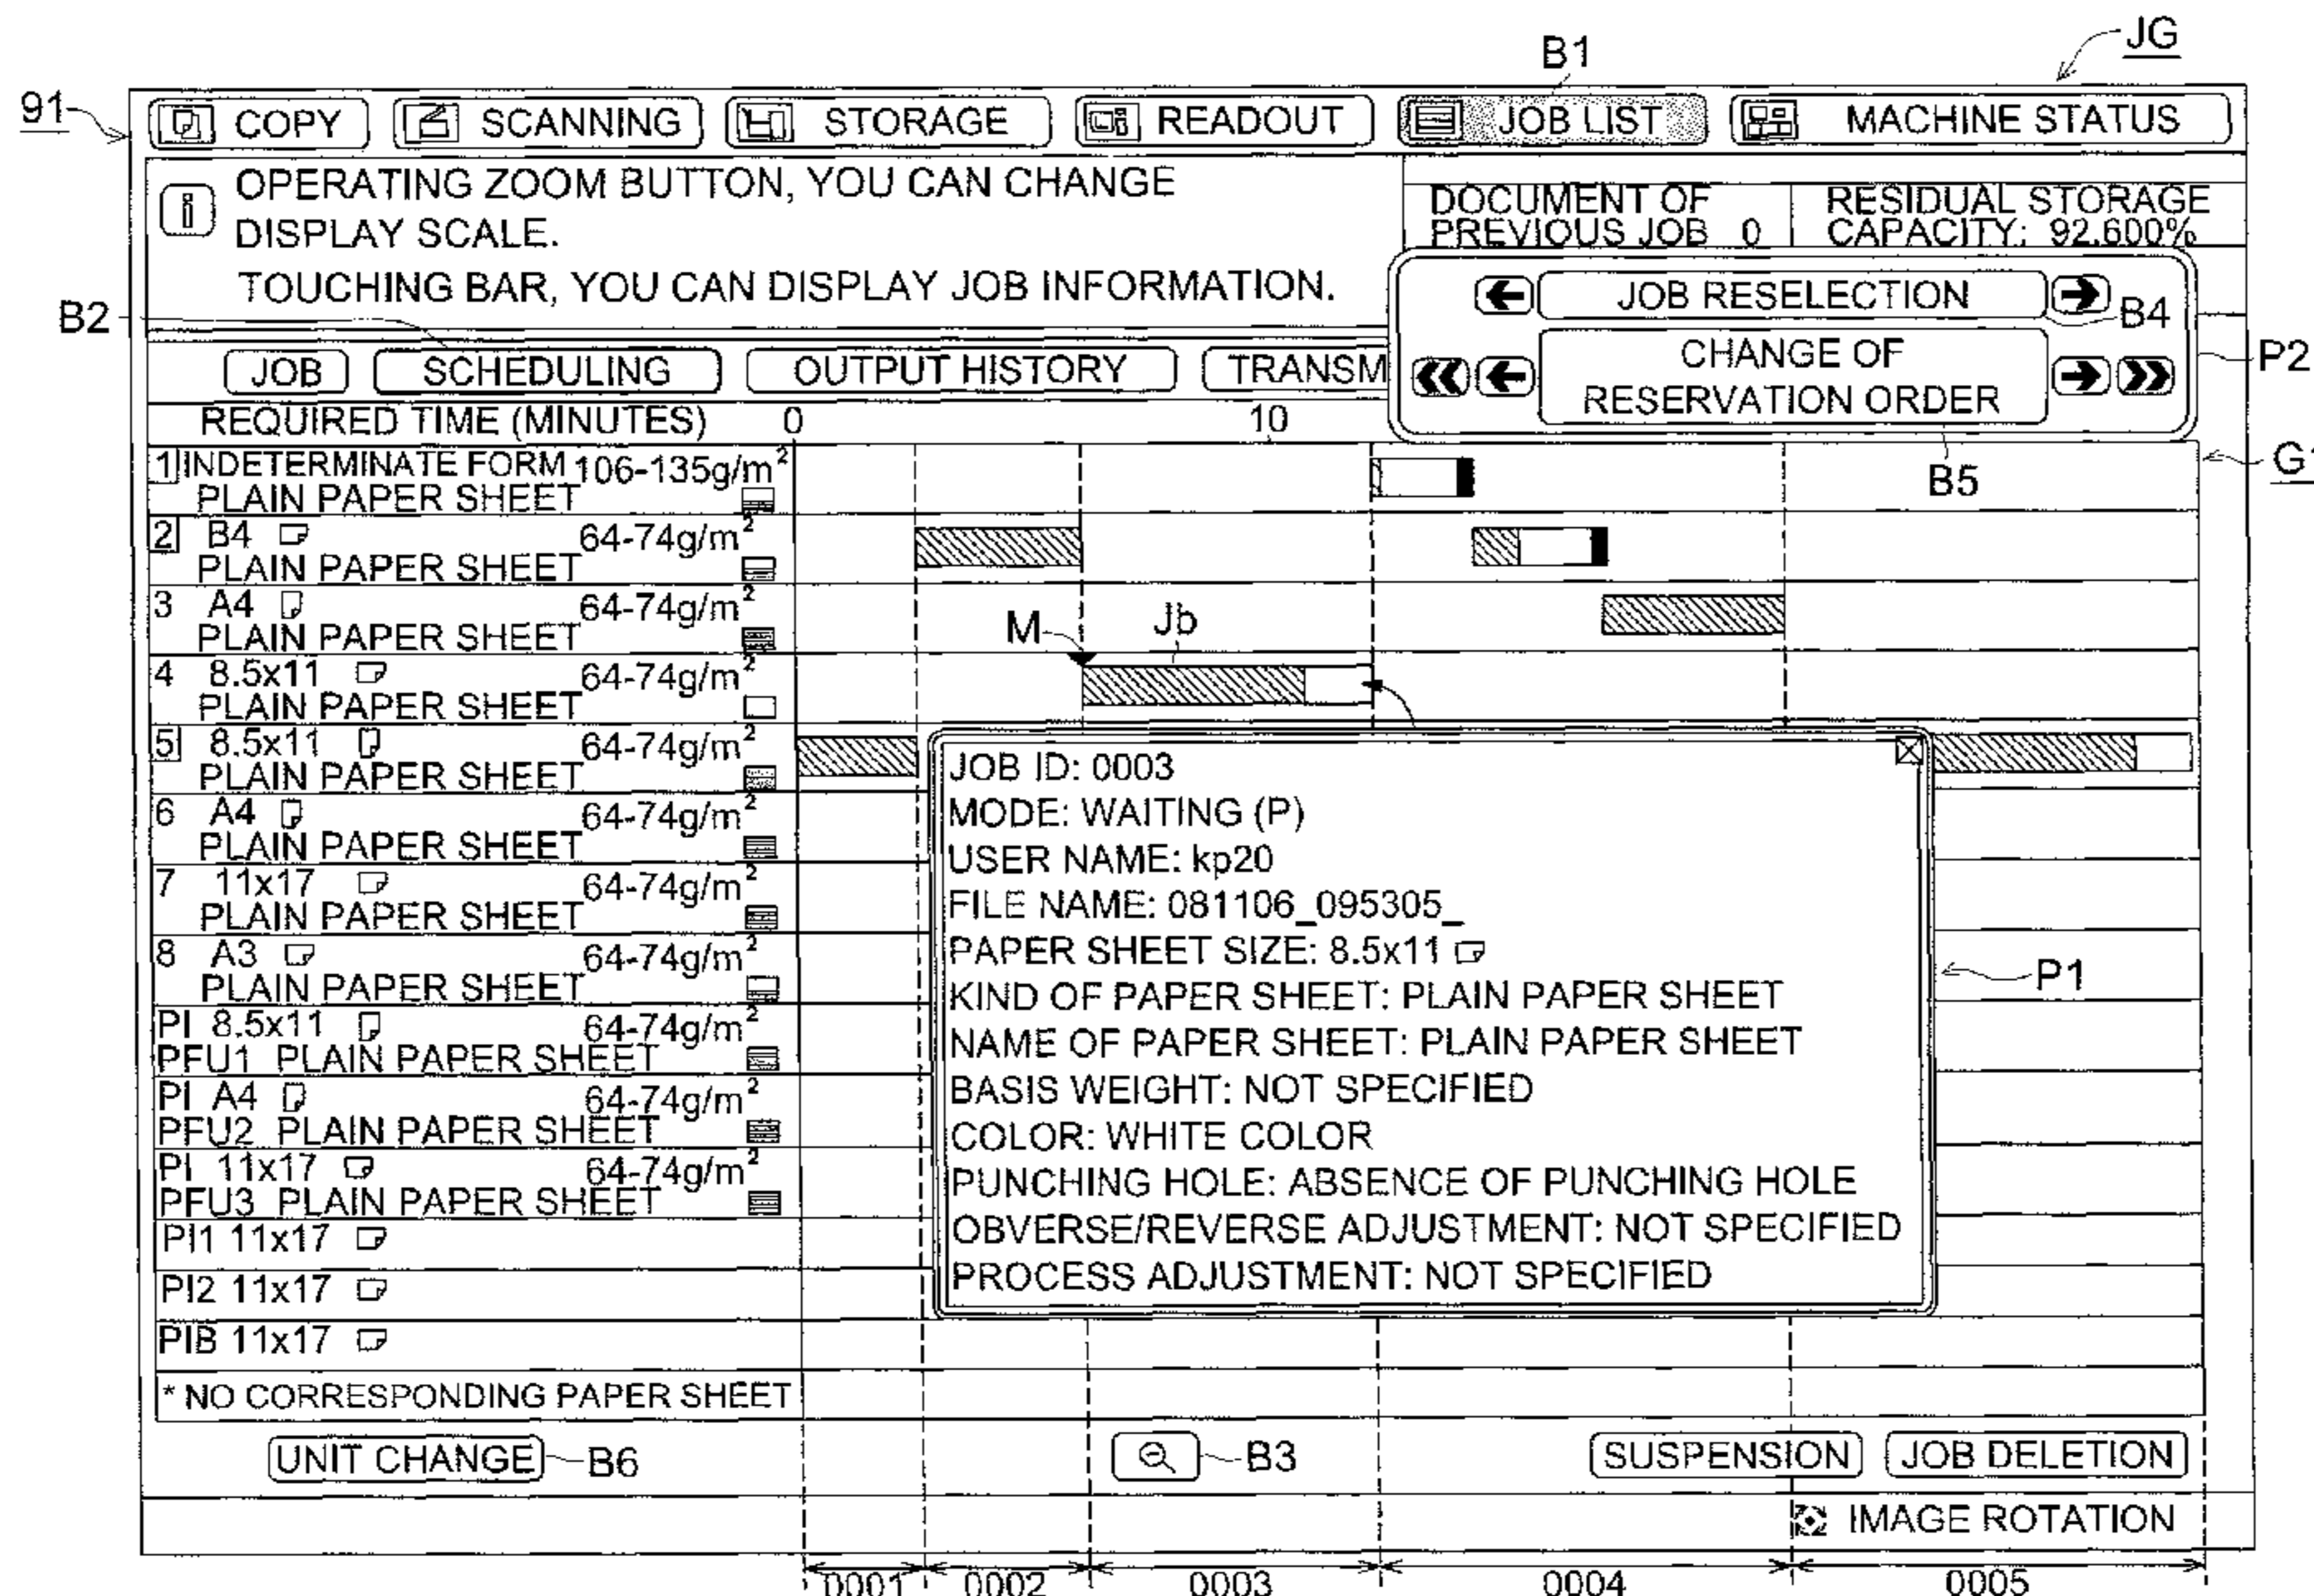 JG
B1
91
COPY SCANNING STORAGE READOUT JOB LIST MACHINE STATUS
OPERATING ZOOM BUTTON, YOU CAN CHANGE
DISPLAY SCALE.
TOUCHING BAR, YOU CAN DISPLAY JOB INFORMATION.
DOCUMENT OF
PREVIOUS JOB 0
RESIDUAL STORAGE
CAPACITY: 92.600%
B2
JOB RESELECTION
B4
CHANGE OF
RESERVATION ORDER
P2
B5
JOB SCHEDULING OUTPUT HISTORY TRANSM
REQUIRED TIME (MINUTES) 0 10
G1
1 INDETERMINATE FORM 106-135g/m²
PLAIN PAPER SHEET
2 B4 64-74g/m²
PLAIN PAPER SHEET
3 A4 64-74g/m²
PLAIN PAPER SHEET
M Jb
4 8.5x11 64-74g/m²
PLAIN PAPER SHEET
5 8.5x11 64-74g/m²
PLAIN PAPER SHEET
6 A4 64-74g/m²
PLAIN PAPER SHEET
7 11x17 64-74g/m²
PLAIN PAPER SHEET
8 A3 64-74g/m²
PLAIN PAPER SHEET
PI 8.5x11 64-74g/m²
PFU1 PLAIN PAPER SHEET
PI A4 64-74g/m²
PFU2 PLAIN PAPER SHEET
PI 11x17 64-74g/m²
PFU3 PLAIN PAPER SHEET
PI1 11x17
PI2 11x17
PIB 11x17
* NO CORRESPONDING PAPER SHEET
JOB ID: 0003
MODE: WAITING (P)
USER NAME: kp20
FILE NAME: 081106_095305_
PAPER SHEET SIZE: 8.5x11
KIND OF PAPER SHEET: PLAIN PAPER SHEET
NAME OF PAPER SHEET: PLAIN PAPER SHEET
BASIS WEIGHT: NOT SPECIFIED
COLOR: WHITE COLOR
PUNCHING HOLE: ABSENCE OF PUNCHING HOLE
OBVERSE/REVERSE ADJUSTMENT: NOT SPECIFIED
PROCESS ADJUSTMENT: NOT SPECIFIED
P1
UNIT CHANGE B6 B3 SUSPENSION JOB DELETION
IMAGE ROTATION
0001 0002 0003 0004 0005